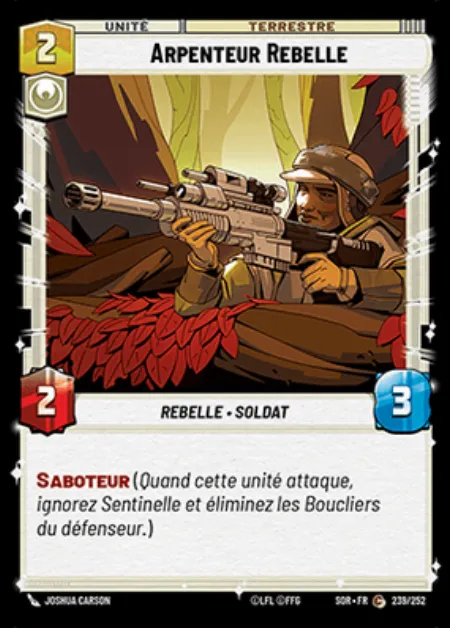 UNITÉ
TERRESTRE
2
ARPENTEUR REBELLE
2
REBELLE • SOLDAT
3
SABOTEUR (Quand cette unité attaque,
ignorez Sentinelle et éliminez les Boucliers
du défenseur.)
JOSHUA CARSON
©LFL ©FFG
SOR • FR
C
239/252